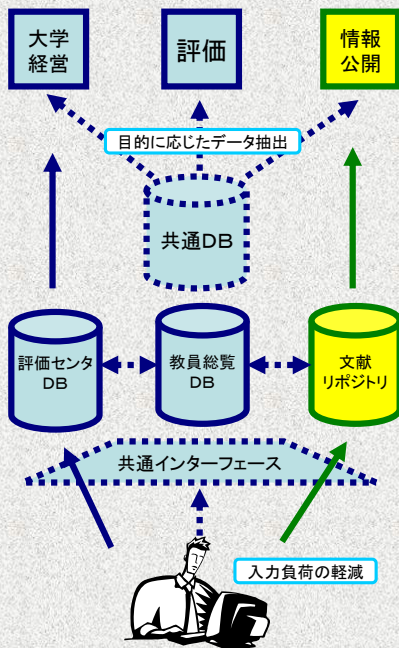 大学
経営
評価
情報
公開
目的に応じたデータ抽出
共通DB
評価センタ
DB
教員総覧
DB
文献
リポジトリ
共通インターフェース
入力負荷の軽減